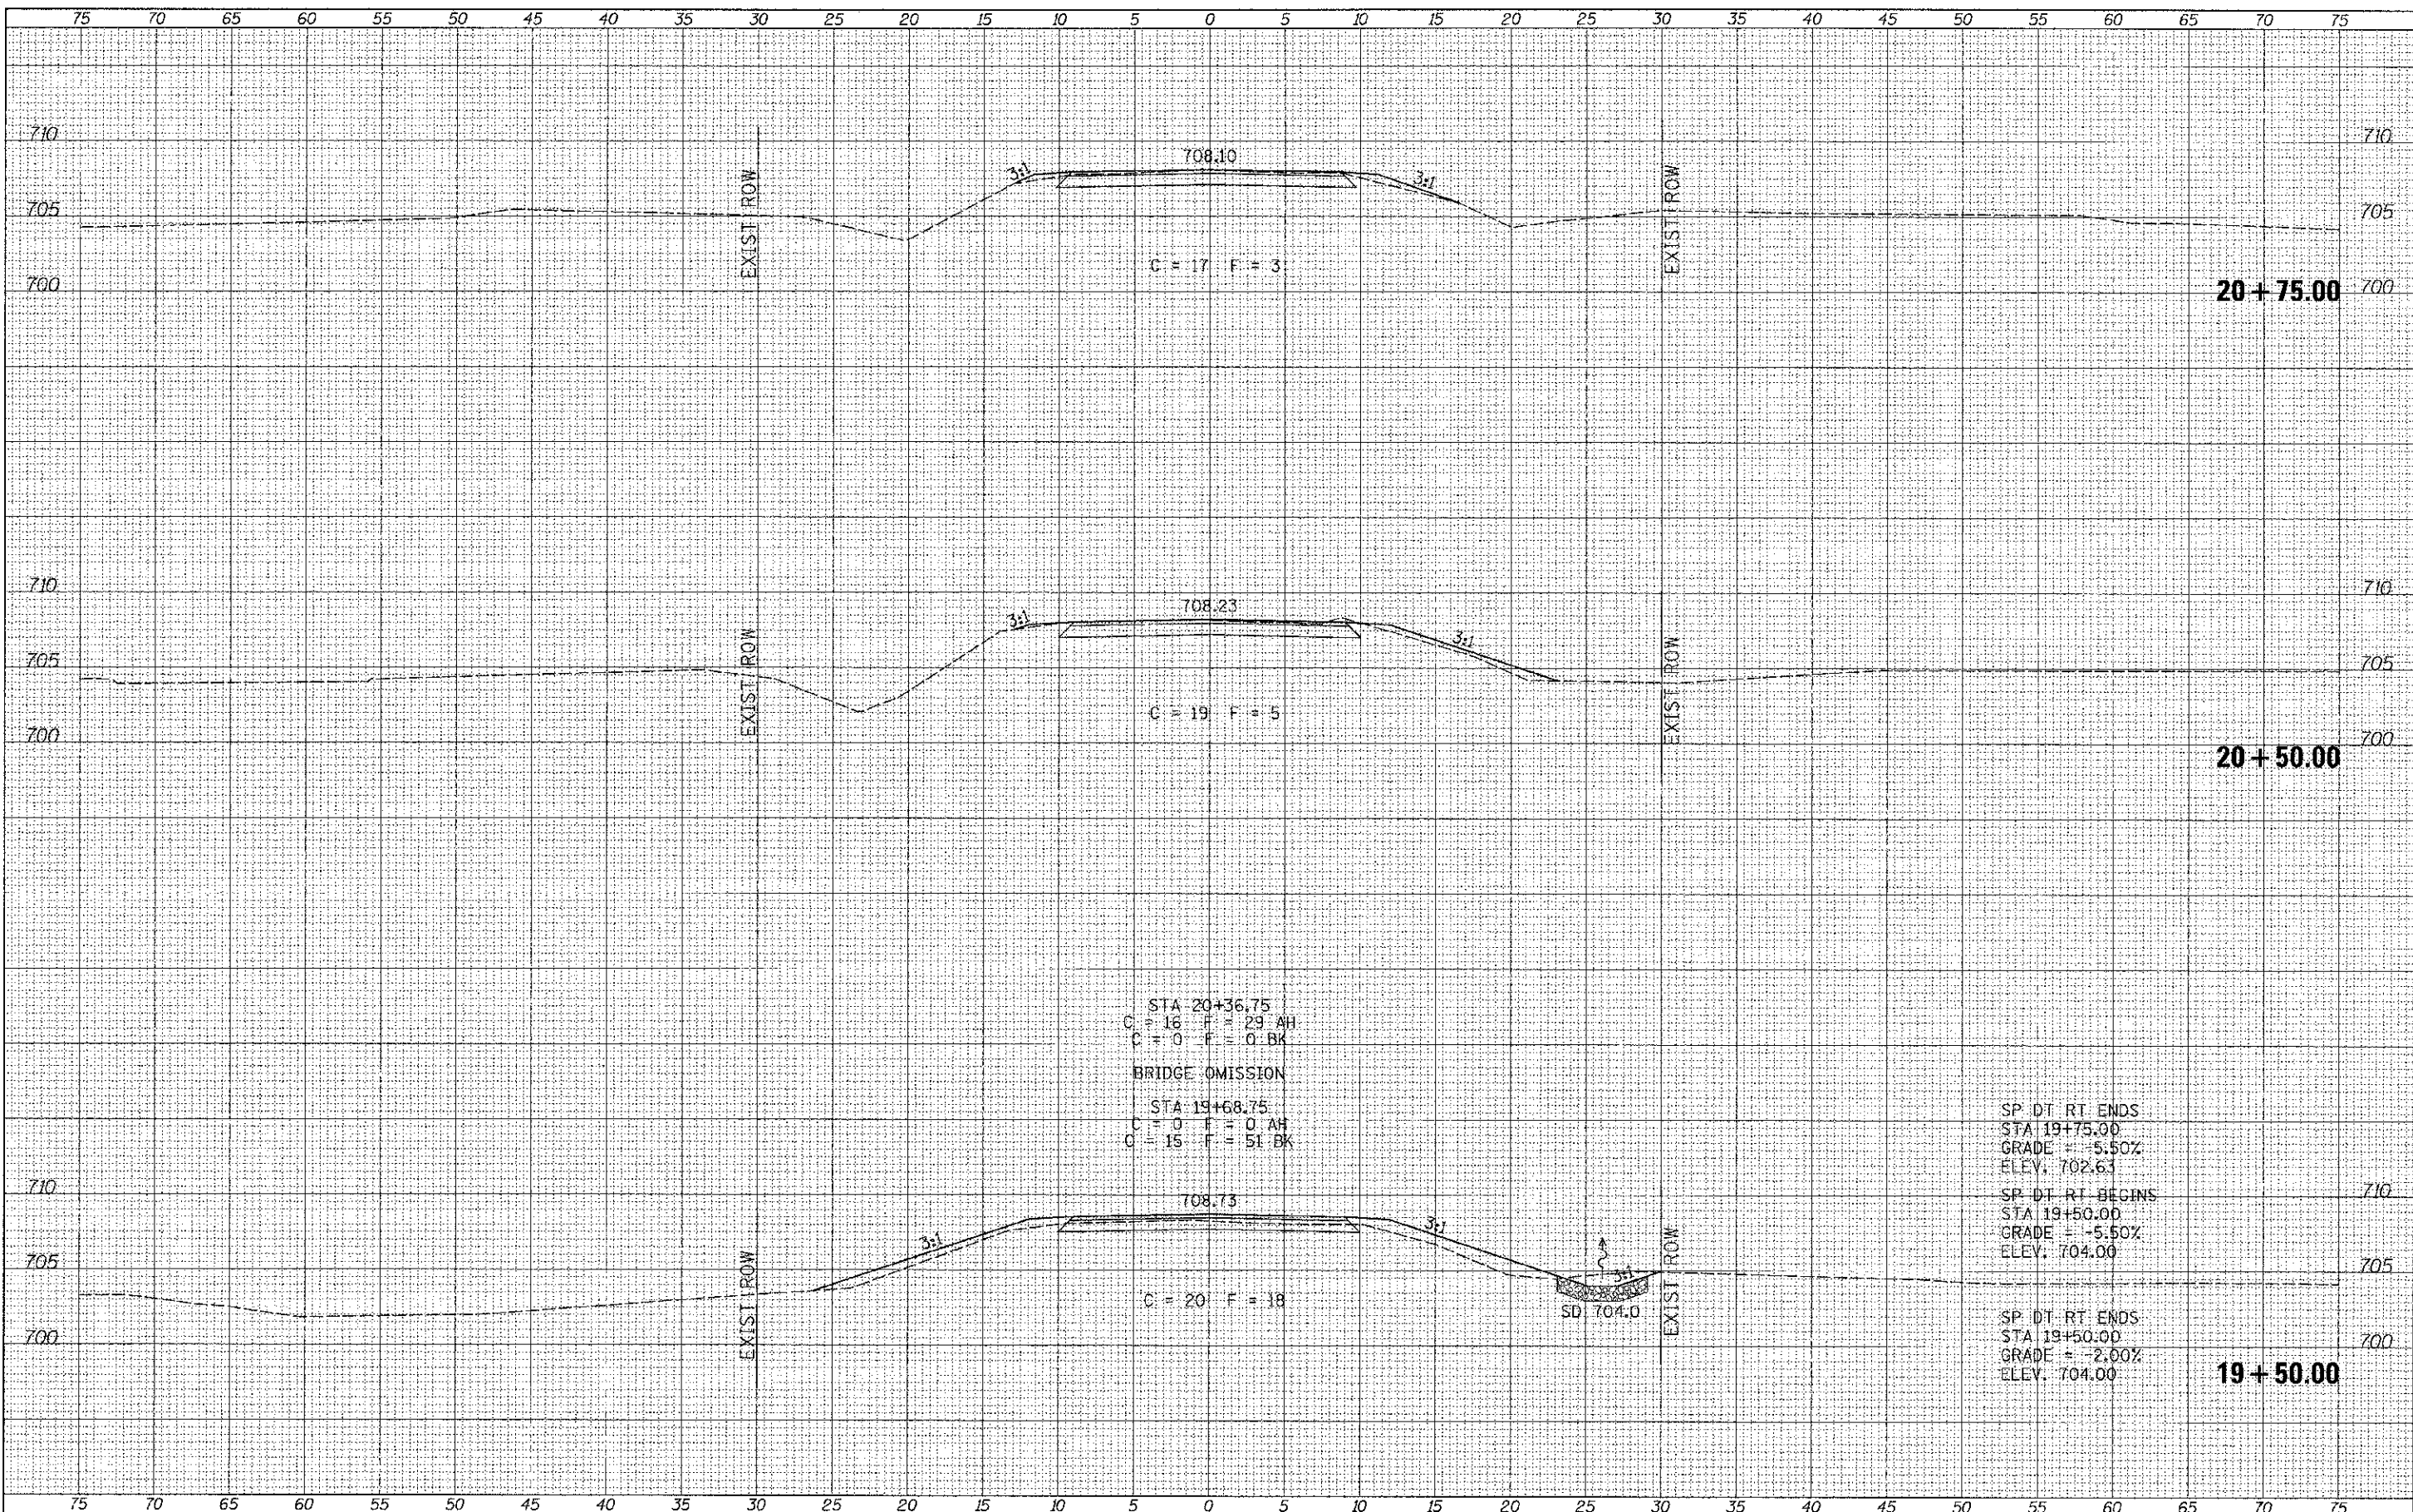 75 70 65 60 55 50 45 40 35 30 25 20 15 10 5 0 5 10 15 20 25 30 35 40 45 50 55 60 65 70 75
710 710
708.10
3:1 3:1
EXIST ROW EXIST ROW
705 705
C = 17 F = 3
700 700
20+75.00
710 710
708.23
3:1 3:1
EXIST ROW EXIST ROW
705 705
C = 19 F = 5
700 700
20+50.00
STA 20+36.75
C = 16 F = 29 AH
C = 0 F = 0 BK
BRIDGE OMISSION
STA 19+68.75
C = 0 F = 0 AH
C = 15 F = 51 BK
SP DT RT ENDS
STA 19+75.00
GRADE = -5.50%
ELEV. 702.63
SP DT RT BEGINS
STA 19+50.00
GRADE = -5.50%
ELEV. 704.00
710 710
708.73
3:1 3:1
EXIST ROW EXIST ROW
705 705
3:1
C = 20 F = 18
SD 704.0
SP DT RT ENDS
STA 19+50.00
GRADE = -2.00%
ELEV. 704.00
700 700
19+50.00
75 70 65 60 55 50 45 40 35 30 25 20 15 10 5 0 5 10 15 20 25 30 35 40 45 50 55 60 65 70 75